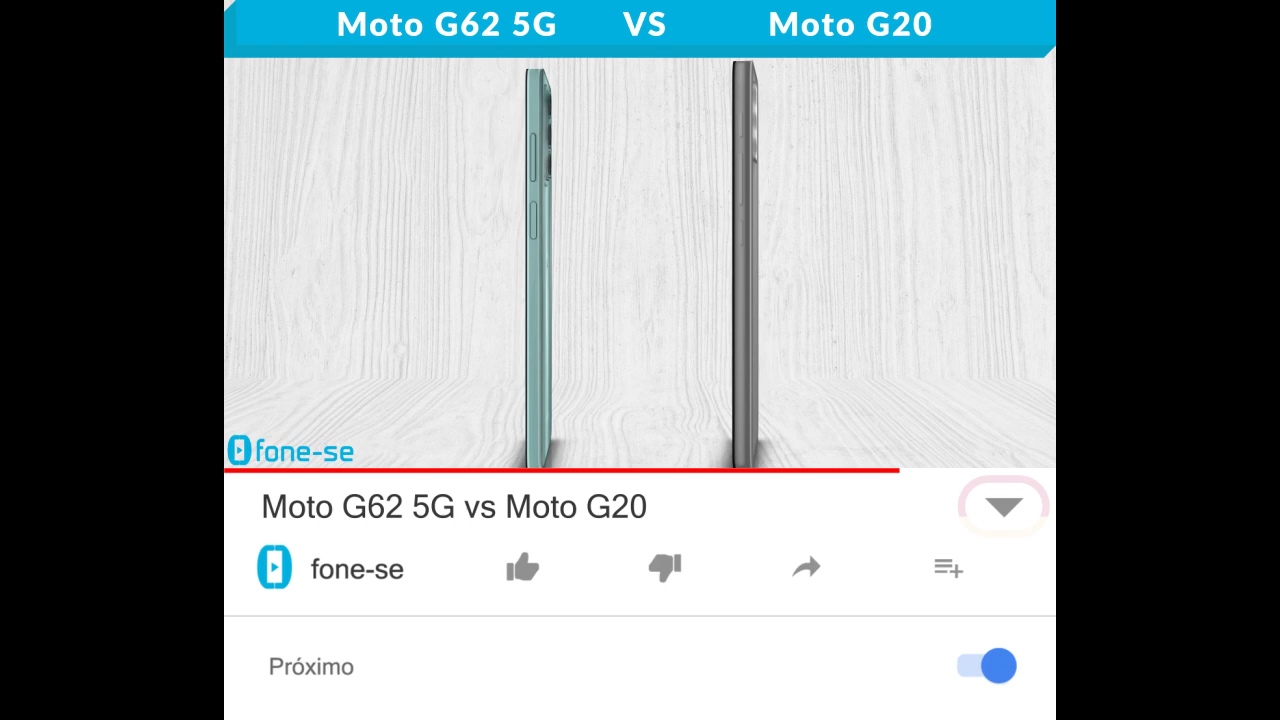 Moto G62 5G VS Moto G20
fone-se
Moto G62 5G vs Moto G20
fone-se
Próximo